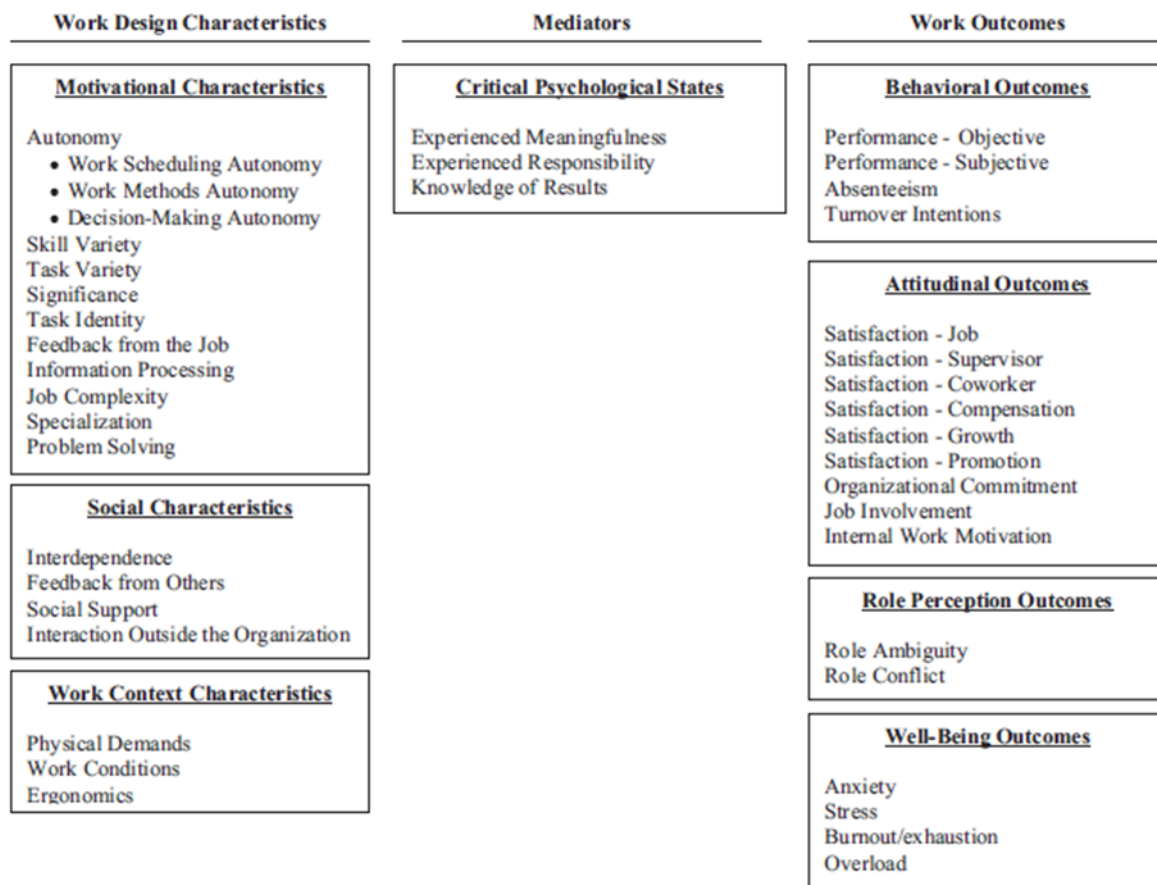 Work Design Characteristics
Motivational Characteristics
Autonomy
• Work Scheduling Autonomy
• Work Methods Autonomy
• Decision-Making Autonomy
Skill Variety
Task Variety
Significance
Task Identity
Feedback from the Job
Information Processing
Job Complexity
Specialization
Problem Solving
Social Characteristics
Interdependence
Feedback from Others
Social Support
Interaction Outside the Organization
Work Context Characteristics
Physical Demands
Work Conditions
Ergonomics
Mediators
Critical Psychological States
Experienced Meaningfulness
Experienced Responsibility
Knowledge of Results
Work Outcomes
Behavioral Outcomes
Performance - Objective
Performance - Subjective
Absenteeism
Turnover Intentions
Attitudinal Outcomes
Satisfaction - Job
Satisfaction - Supervisor
Satisfaction - Coworker
Satisfaction - Compensation
Satisfaction - Growth
Satisfaction - Promotion
Organizational Commitment
Job Involvement
Internal Work Motivation
Role Perception Outcomes
Role Ambiguity
Role Conflict
Well-Being Outcomes
Anxiety
Stress
Burnout/exhaustion
Overload